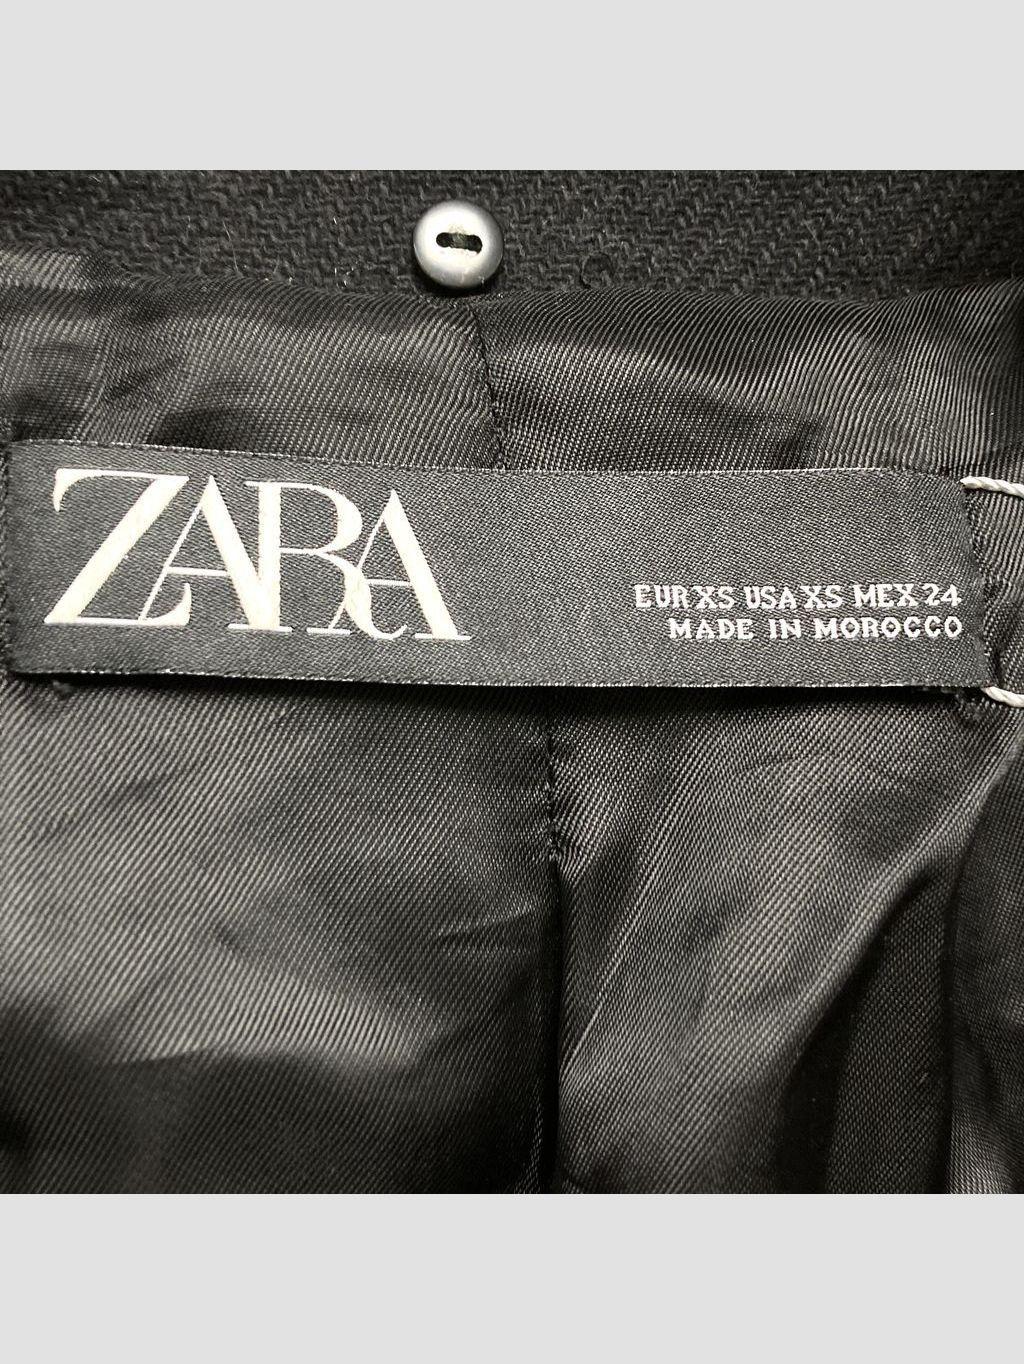 ZARA
EUR XS USA XS MEX 24
MADE IN MOROCCO